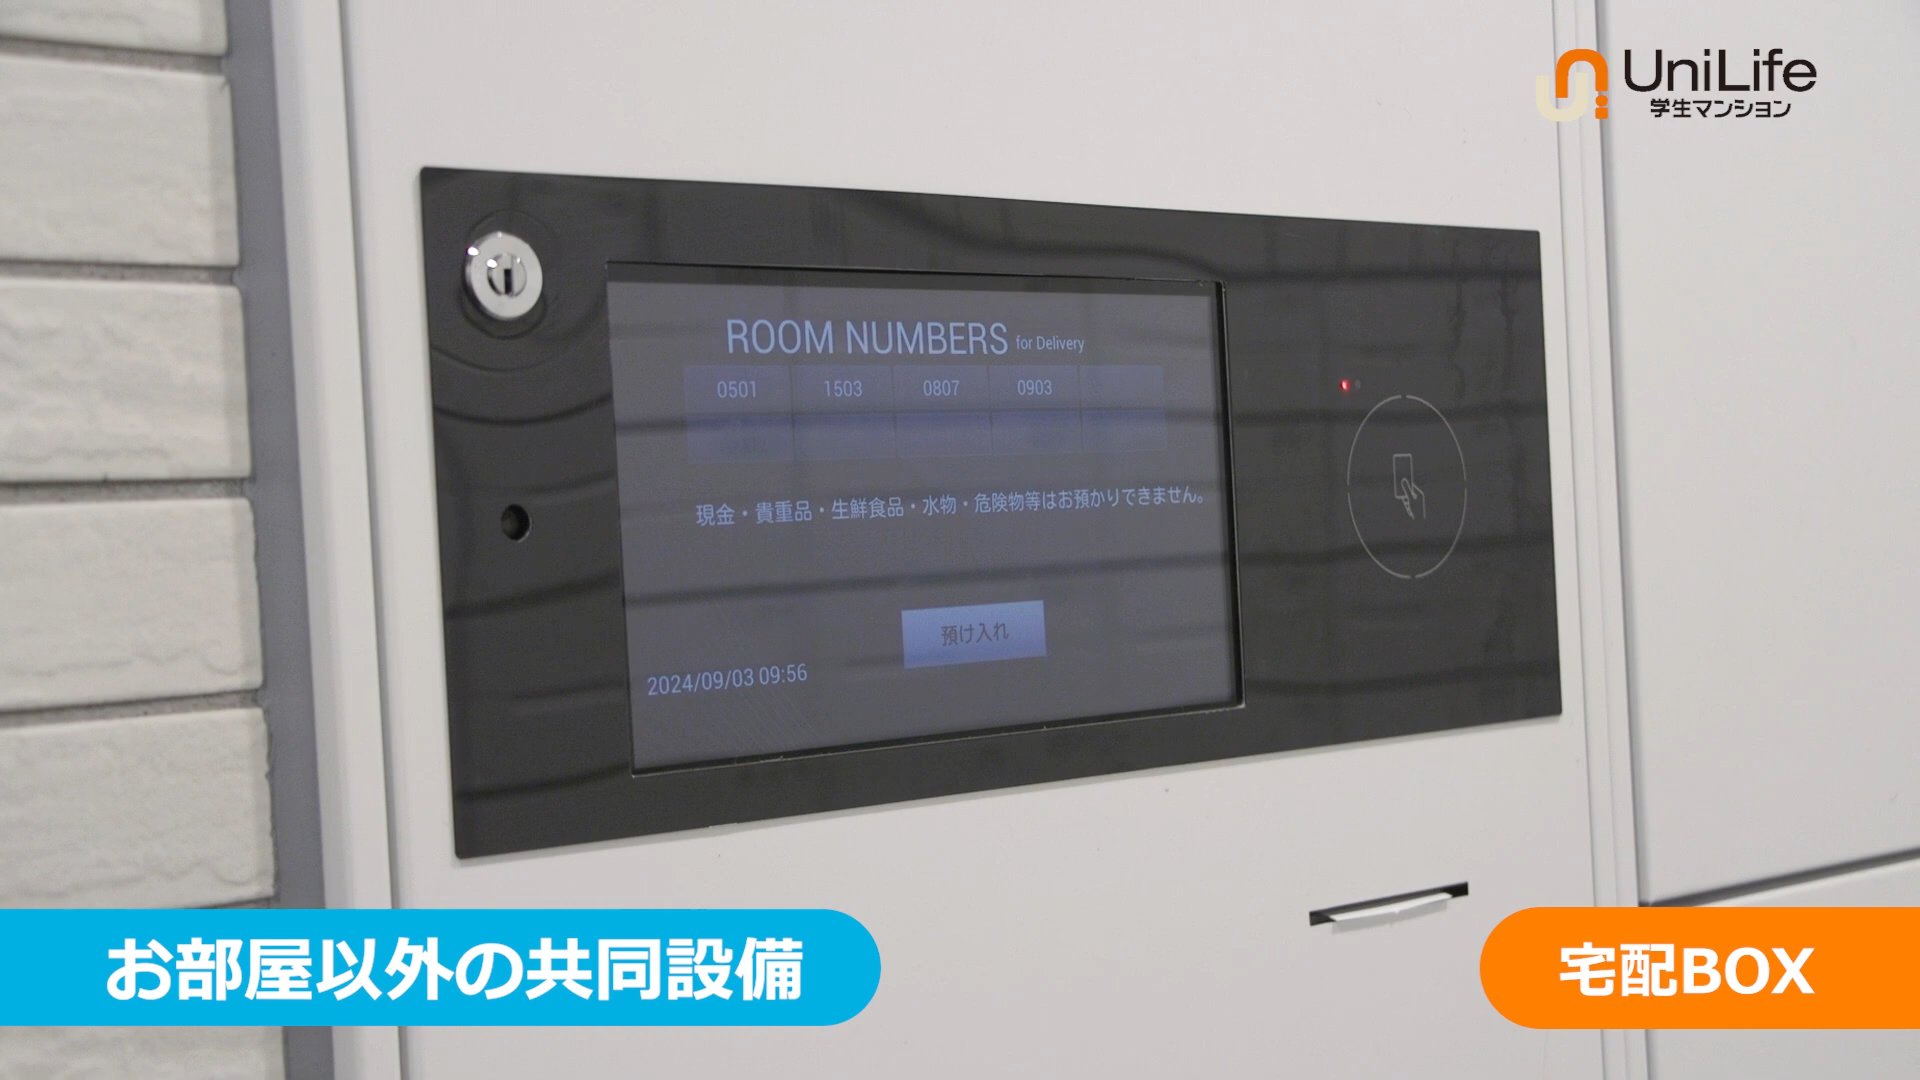 UniLife
学生マンション
ROOM NUMBERS for Delivery
0501 1503 0807 0903
現金・貴重品・生鮮食品・水物・危険物等はお預かりできません。
預け入れ
2024/09/03 09:56
お部屋以外の共同設備
宅配BOX